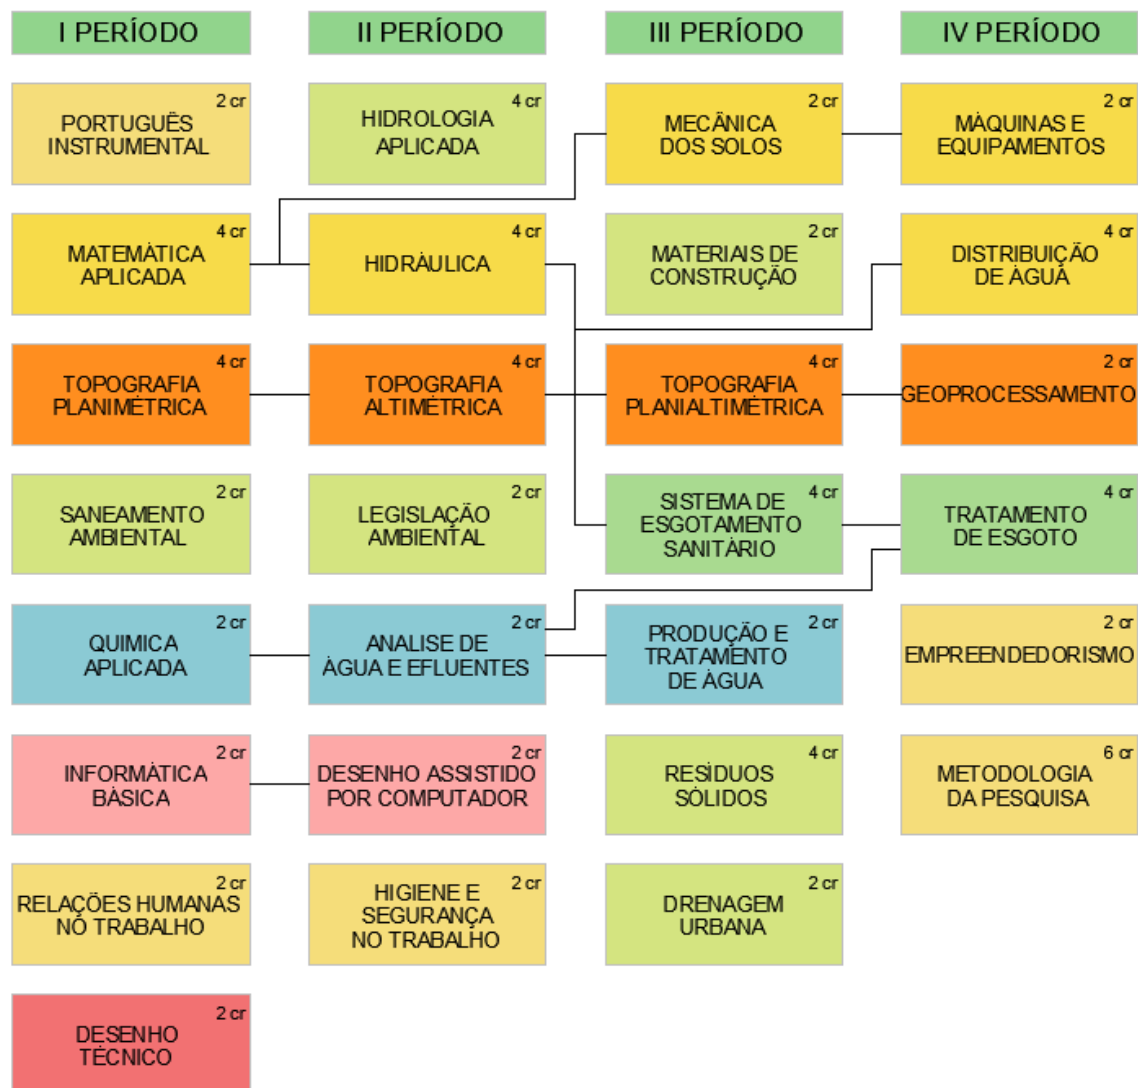 I PERÍODO
II PERÍODO
III PERÍODO
IV PERÍODO
2 cr
PORTUGUÊS
INSTRUMENTAL
4 cr
HIDROLOGIA
APLICADA
2 cr
MECÂNICA
DOS SOLOS
2 cr
MÁQUINAS E
EQUIPAMENTOS
4 cr
MATEMÁTICA
APLICADA
4 cr
HIDRÁULICA
2 cr
MATERIAIS DE
CONSTRUÇÃO
4 cr
DISTRIBUIÇÃO
DE ÁGUA
4 cr
TOPOGRAFIA
PLANIMÉTRICA
4 cr
TOPOGRAFIA
ALTIMÉTRICA
4 cr
TOPOGRAFIA
PLANIALTIMÉTRICA
2 cr
GEOPROCESSAMENTO
2 cr
SANEAMENTO
AMBIENTAL
2 cr
LEGISLAÇÃO
AMBIENTAL
4 cr
SISTEMA DE
ESGOTAMENTO
SANITÁRIO
4 cr
TRATAMENTO
DE ESGOTO
2 cr
QUIMICA
APLICADA
2 cr
ANALISE DE
ÁGUA E EFLUENTES
2 cr
PRODUÇÃO E
TRATAMENTO
DE ÁGUA
2 cr
EMPREENDEDORISMO
2 cr
INFORMÁTICA
BÁSICA
2 cr
DESENHO ASSISTIDO
POR COMPUTADOR
4 cr
RESÍDUOS
SÓLIDOS
6 cr
METODOLOGIA
DA PESQUISA
2 cr
RELAÇÕES HUMANAS
NO TRABALHO
2 cr
HIGIENE E
SEGURANÇA
NO TRABALHO
2 cr
DRENAGEM
URBANA
2 cr
DESENHO
TÉCNICO